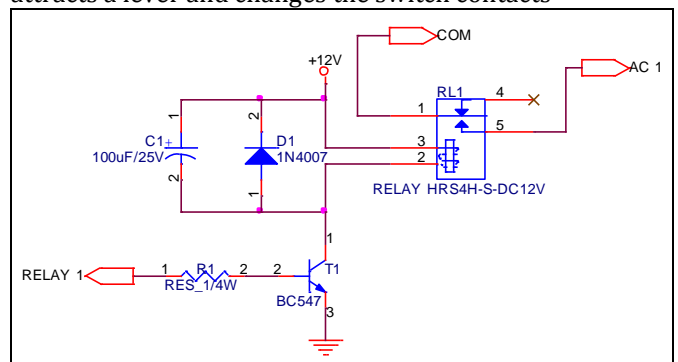 attracts a lever and changes the switch contacts
COM
+12V
AC 1
RL1
4
1
5
1
2
C1
+
D1
3
100uF/25V
1N4007
2
2
1
RELAY HRS4H-S-DC12V
1
RELAY 1
1
R1
2
2
T1
RES_1/4W
BC547
3